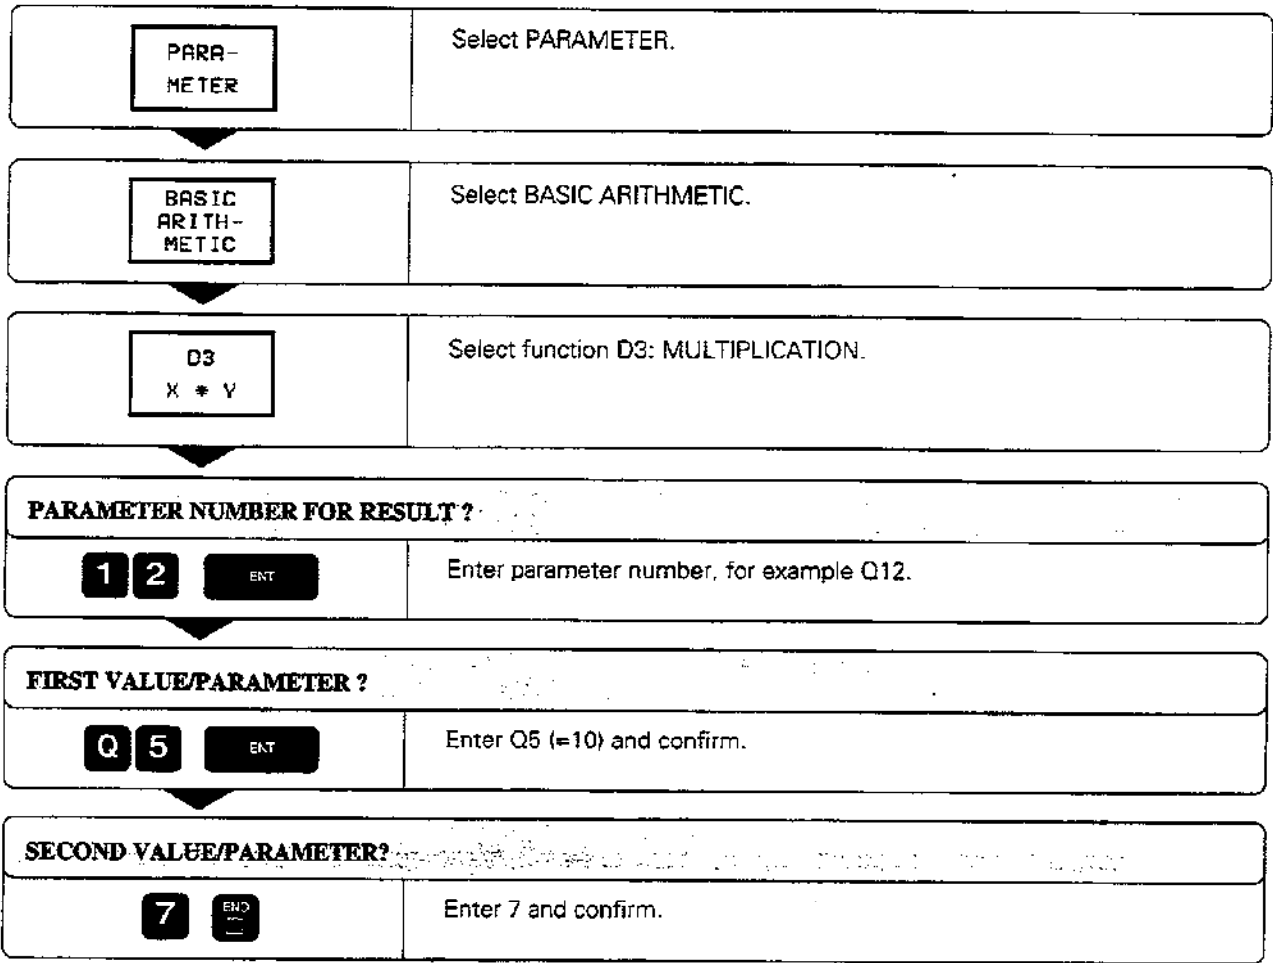 PARA-
METER
Select PARAMETER.
BASIC
ARITH-
METIC
Select BASIC ARITHMETIC.
D3
X * Y
Select function D3: MULTIPLICATION.
PARAMETER NUMBER FOR RESULT ?
1 2 ENT
Enter parameter number, for example Q12.
FIRST VALUE/PARAMETER ?
Q 5 ENT
Enter Q5 (=10) and confirm.
SECOND VALUE/PARAMETER?
7 END
Enter 7 and confirm.